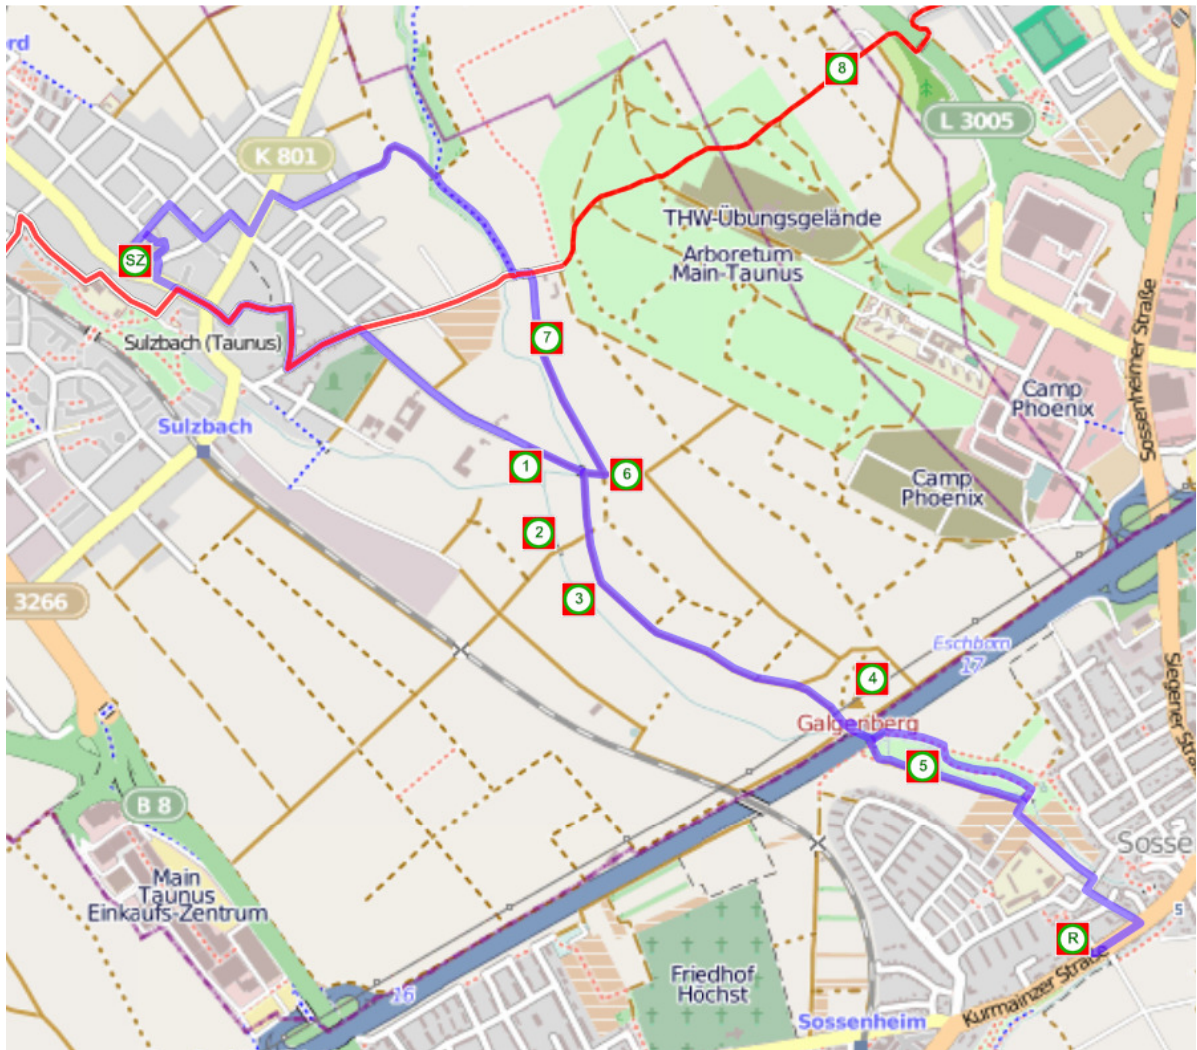 rd
8
L 3005
K 801
THW-Übungsgelände
SZ
Arboretum
Main-Taunus
Sossenheimer Straße
7
Sulzbach (Taunus)
Camp
Phoenix
Sulzbach
1
6
Camp
Phoenix
2
3266
3
Eschborn
17
4
Siegener Stra
Galgenberg
5
B 8
Sosse
Main
Taunus
Einkaufs-Zentrum
5
R
Friedhof
Höchst
16
Kurmainzer Straße
Sossenheim